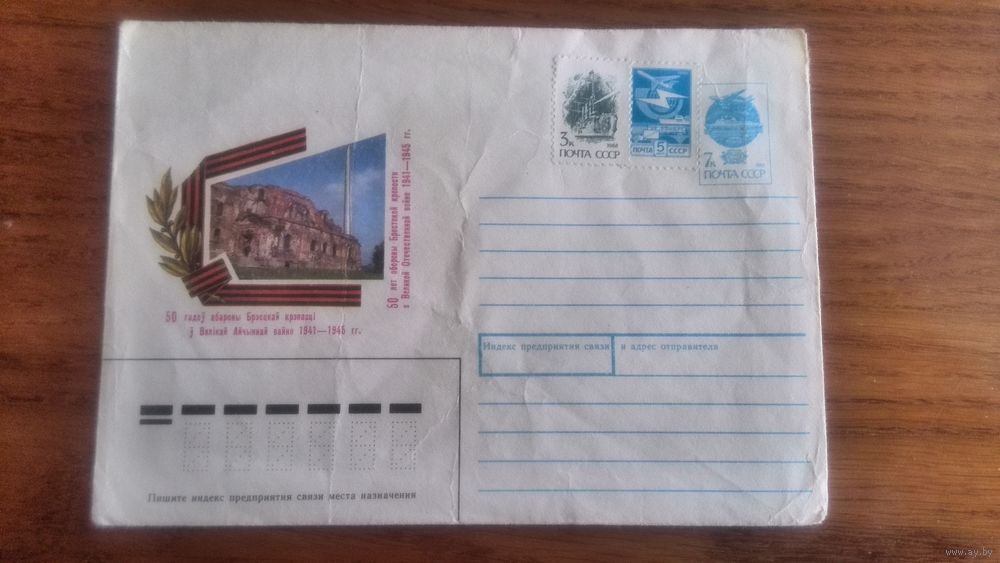 3к
1988
ПОЧТА СССР
ПОЧТА 5 СССР
7к
ПОЧТА СССР
50 лет обороны Брестской крепости
в Великой Отечественной войне 1941—1945 гг.
50 гадоў абароны Брэсцкай крэпасці
ў Вялікай Айчыннай вайне 1941—1945 гг.
Индекс предприятия связи и адрес отправителя
Пишите индекс предприятия связи места назначения
www.ay.by